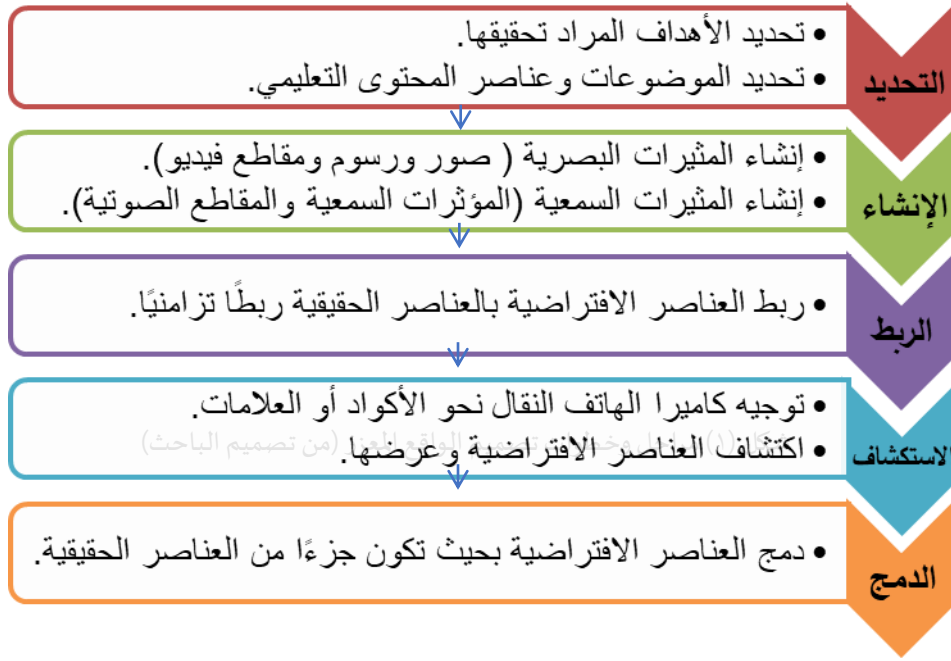 التحديد
• تحديد الأهداف المراد تحقيقها.
• تحديد الموضوعات وعناصر المحتوى التعليمي.
الإنشاء
• إنشاء المثيرات البصرية ( صور ورسوم ومقاطع فيديو).
• إنشاء المثيرات السمعية (المؤثرات السمعية والمقاطع الصوتية).
الربط
• ربط العناصر الافتراضية بالعناصر الحقيقية ربطًا تزامنيًا.
الاستكشاف
• توجيه كاميرا الهاتف النقال نحو الأكواد أو العلامات.
• اكتشاف العناصر الافتراضية وعرضها.
(١) الواقع المعزز (من تصميم الباحث)
الدمج
• دمج العناصر الافتراضية بحيث تكون جزءًا من العناصر الحقيقية.